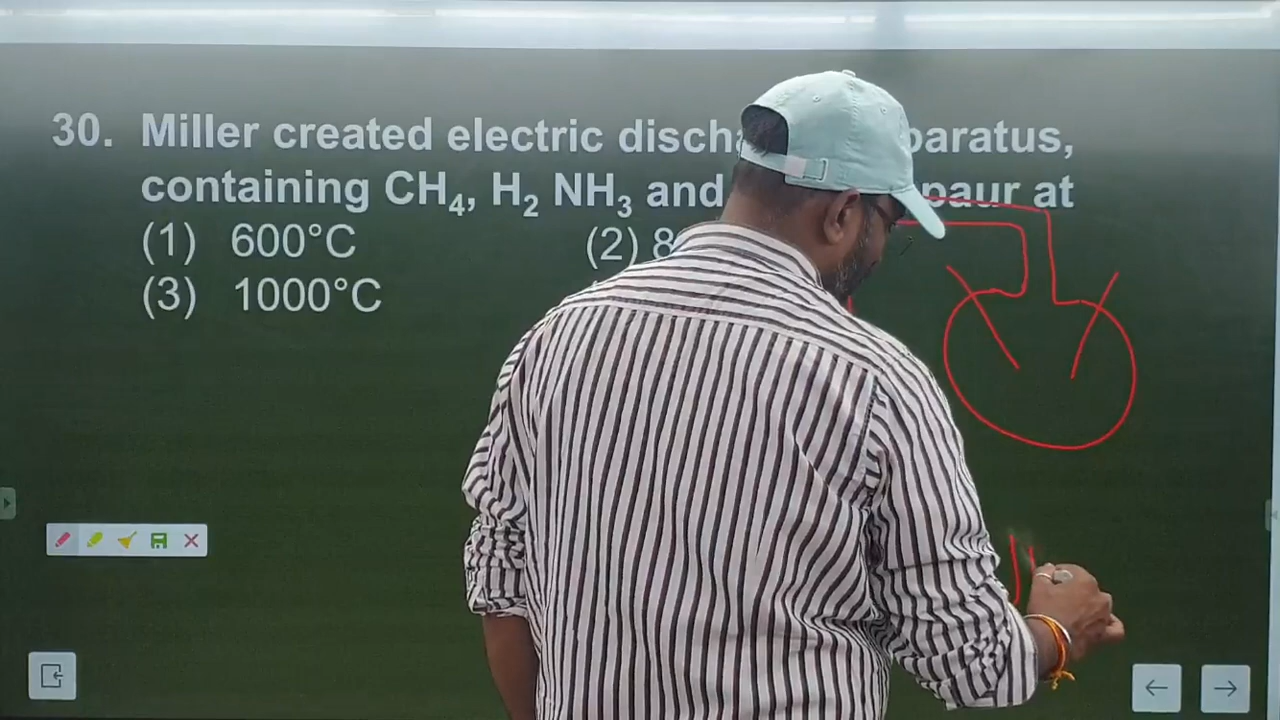 30. Miller created electric discha paratus,
containing CH₄, H₂ NH₃ and paur at
(1) 600°C (2) 8
(3) 1000°C